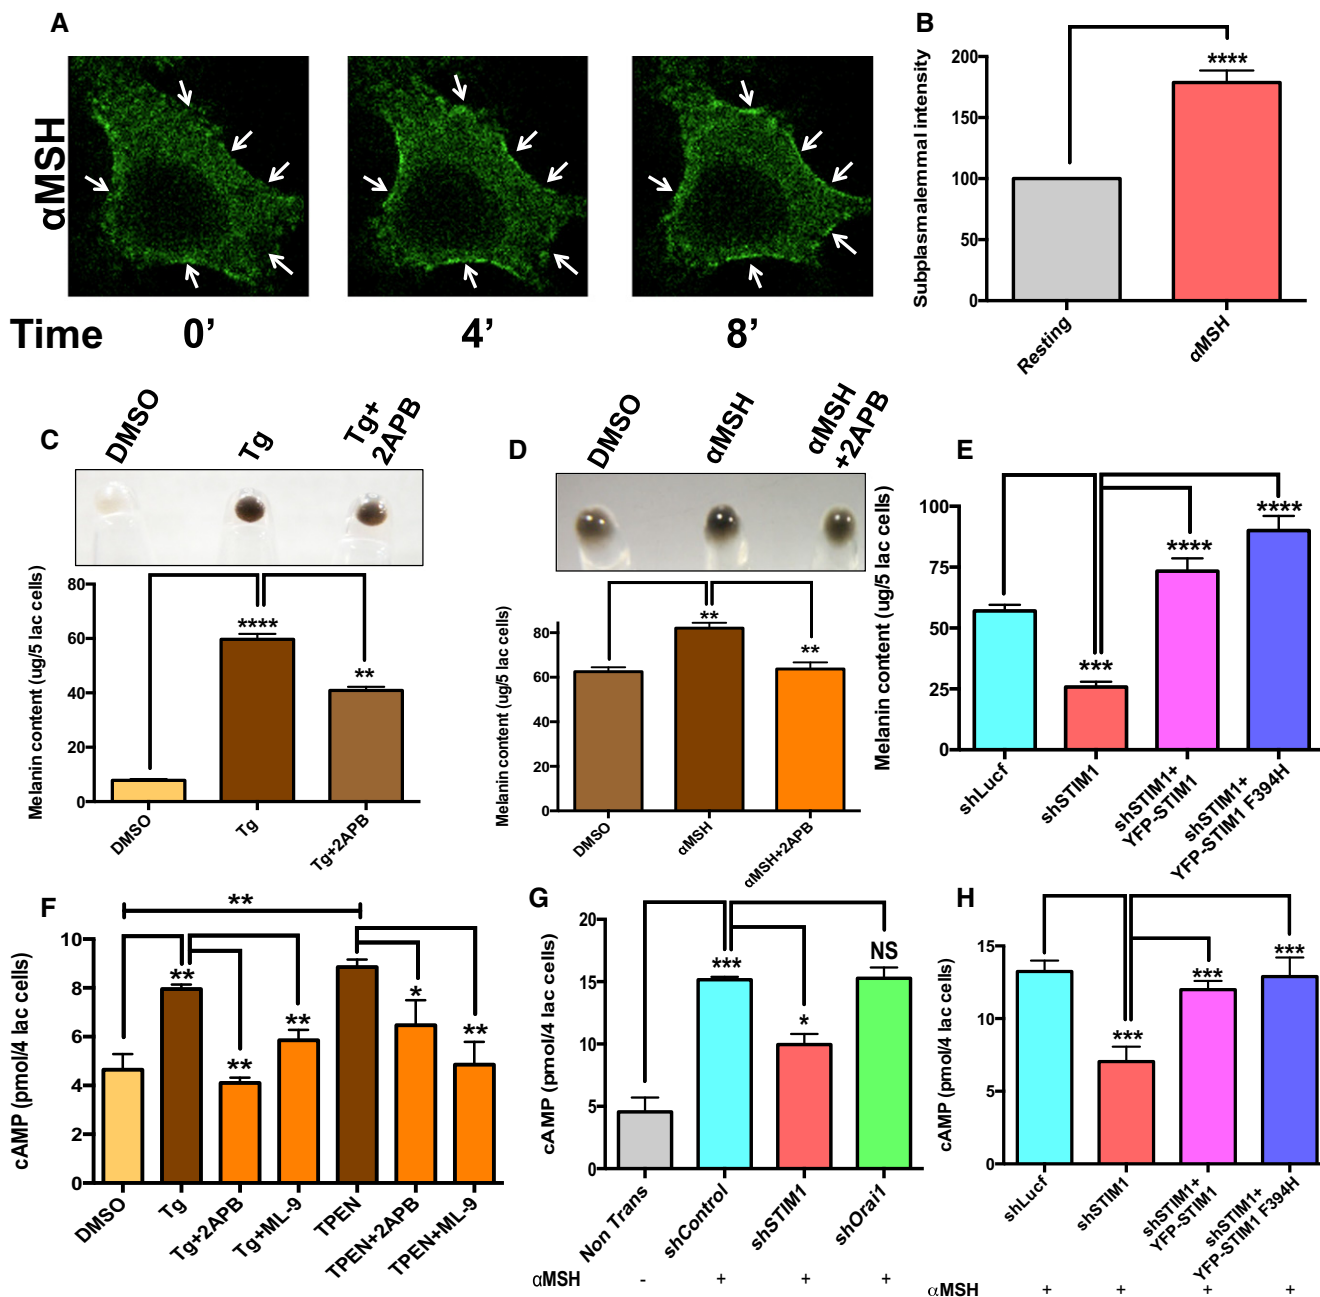 A
αMSH
Time 0’ 4’ 8’
B
Subplasmalemmal intensity
200
150
100
50
0
****
Resting
αMSH
C
DMSO
Tg
Tg+
2APB
Melanin content (ug/5 lac cells)
80
60
40
20
0
****
**
DMSO
Tg
Tg+2APB
D
DMSO
αMSH
αMSH
+2APB
Melanin content (ug/5 lac cells)
80
60
40
20
0
**
**
DMSO
αMSH
αMSH+2APB
E
Melanin content (ug/5 lac cells)
100
75
50
25
0
***
****
****
shLucf
shSTIM1
shSTIM1+
YFP-STIM1
shSTIM1+
YFP-STIM1 F394H
F
cAMP (pmol/4 lac cells)
10
8
6
4
2
0
**
**
**
**
*
**
DMSO
Tg
Tg+2APB
Tg+ML-9
TPEN
TPEN+2APB
TPEN+ML-9
G
cAMP (pmol/4 lac cells)
20
15
10
5
0
***
*
NS
Non Trans
shControl
shSTIM1
shOrai1
αMSH - + + +
H
cAMP (pmol/4 lac cells)
15
10
5
0
***
***
***
shLucf
shSTIM1
shSTIM1+
YFP-STIM1
shSTIM1+
YFP-STIM1 F394H
αMSH + + + +